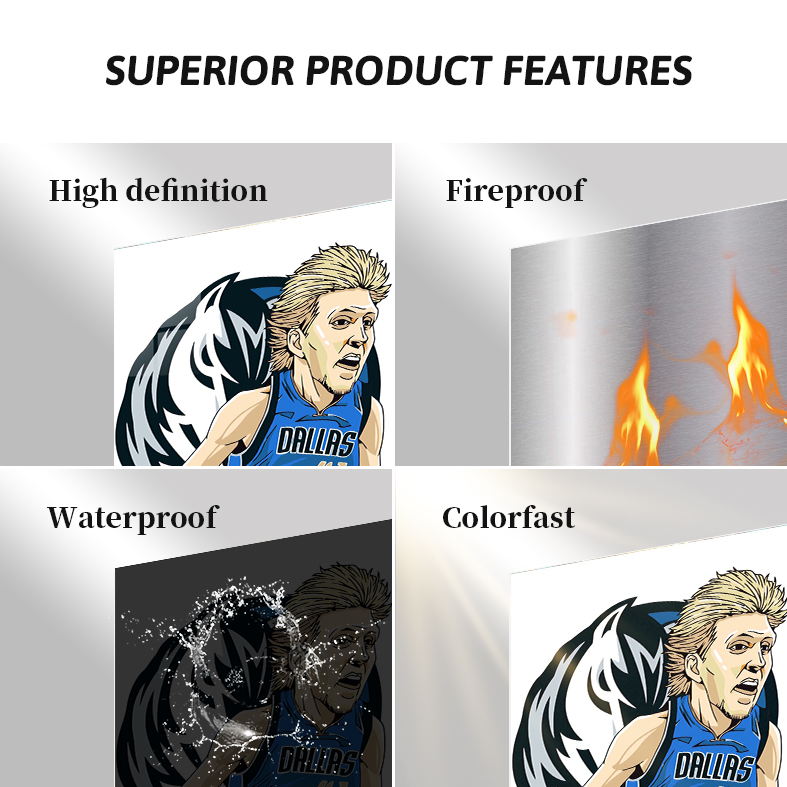 SUPERIOR PRODUCT FEATURES
High definition
Fireproof
DALLAS
Waterproof
Colorfast
DALLAS
DALLAS